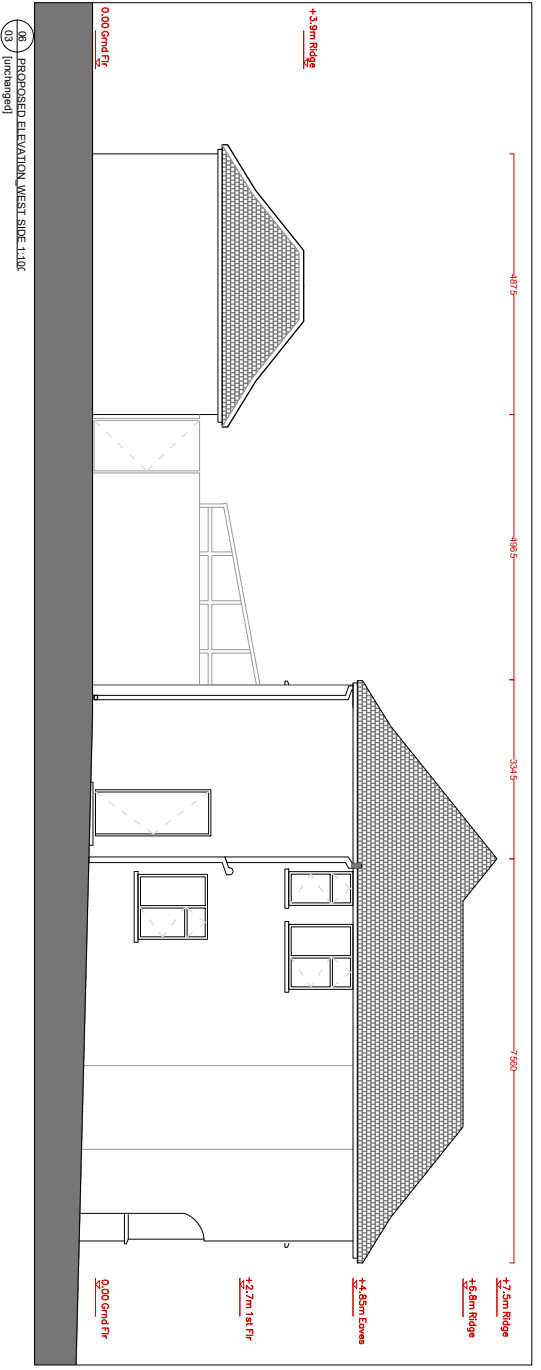 4875
4965
3345
7560
+3.9m Ridge
0.00 Grnd Flr
+7.5m Ridge
+6.8m Ridge
+4.85m Eaves
+2.7m 1st Flr
0.00 Grnd Flr
06
03
PROPOSED ELEVATION_WEST SIDE 1:100
[unchanged]